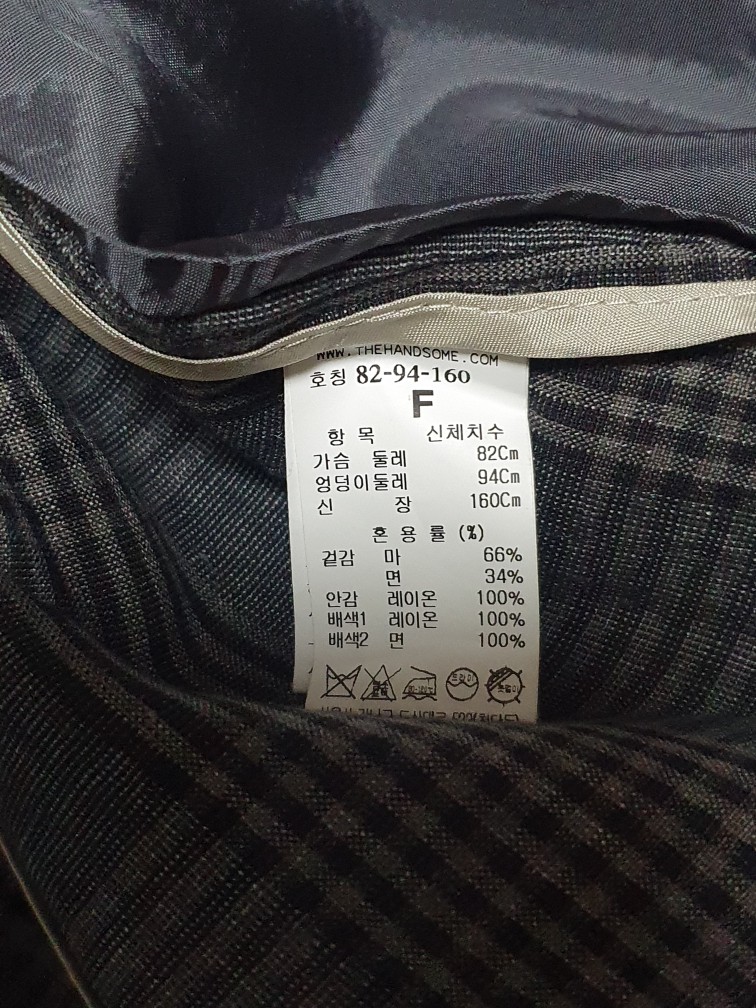 WWW.THEHANDSOME.COM
호칭 82-94-160
F
항 목 신체치수
가슴 둘레 82Cm
엉덩이둘레 94Cm
신 장 160Cm
혼 용 률 (%)
겉감 마 66%
면 34%
안감 레이온 100%
배색1 레이온 100%
배색2 면 100%